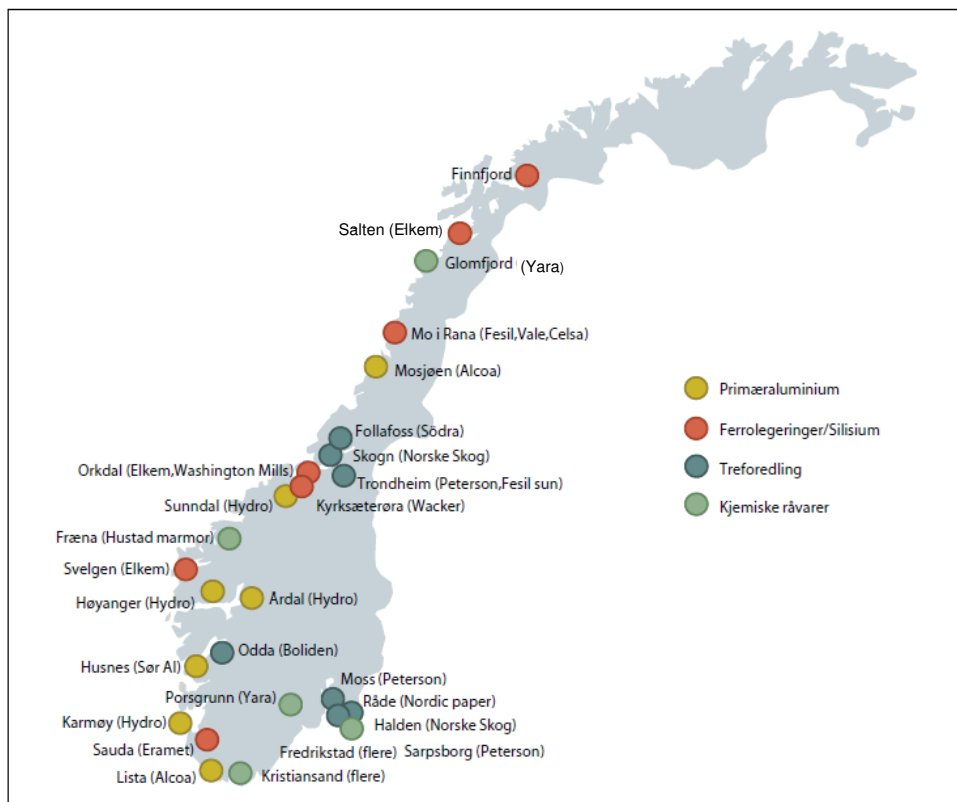 Finnfjord
Salten (Elkem)
Glomfjord (Yara)
Mo i Rana (Fesil,Vale,Celsa)
Mosjøen (Alcoa)
Primæraluminium
Ferrolegeringer/Silisium
Treforedling
Kjemiske råvarer
Follafoss (Södra)
Skogn (Norske Skog)
Orkdal (Elkem,Washington Mills)
Trondheim (Peterson,Fesil sun)
Sunndal (Hydro)
Kyrksæterøra (Wacker)
Fræna (Hustad marmor)
Svelgen (Elkem)
Høyanger (Hydro)
Årdal (Hydro)
Odda (Boliden)
Husnes (Sør Al)
Moss (Peterson)
Porsgrunn (Yara)
Råde (Nordic paper)
Karmøy (Hydro)
Halden (Norske Skog)
Sauda (Eramet)
Fredrikstad (flere)
Sarpsborg (Peterson)
Lista (Alcoa)
Kristiansand (flere)